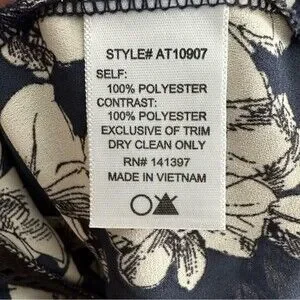 STYLE# AT10907
SELF:
100% POLYESTER
CONTRAST:
100% POLYESTER
EXCLUSIVE OF TRIM
DRY CLEAN ONLY
RN# 141397
MADE IN VIETNAM